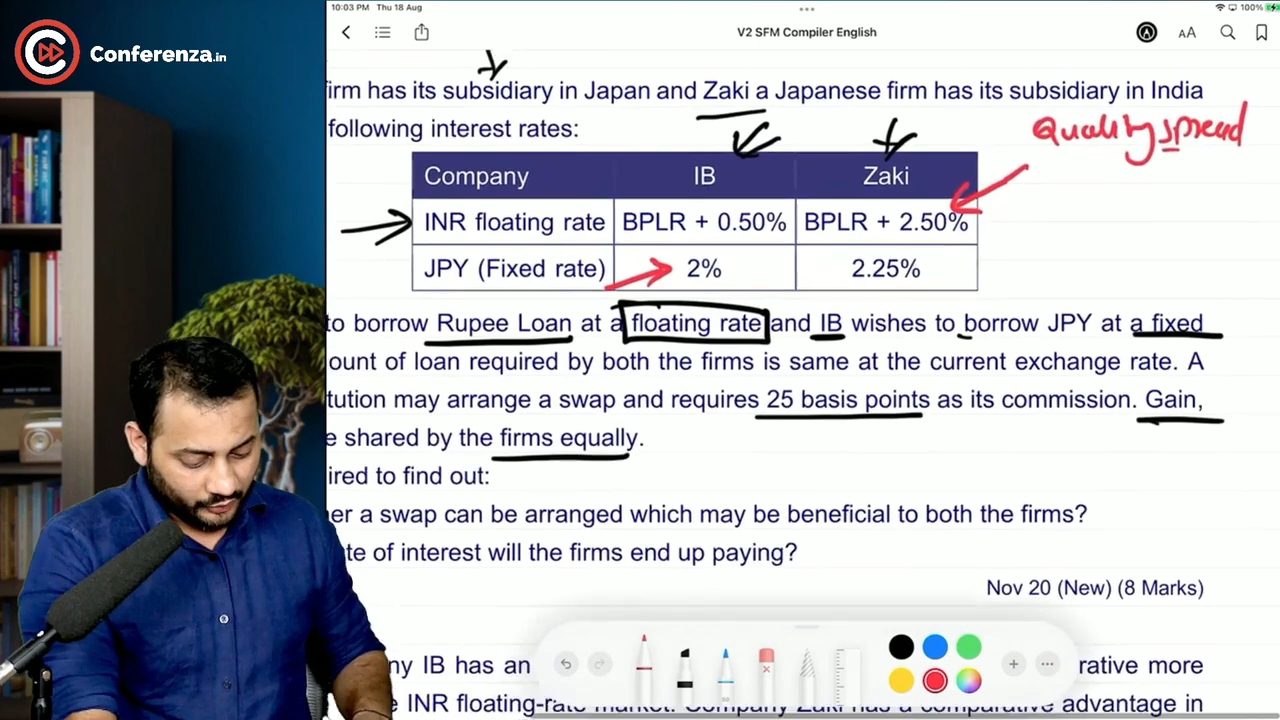 10:03 PM Thu 18 Aug
100%
Conferenza.in
V2 SFM Compiler English
AA
firm has its subsidiary in Japan and Zaki a Japanese firm has its subsidiary in India
following interest rates:
Quality spread
Company IB Zaki
INR floating rate BPLR + 0.50% BPLR + 2.50%
JPY (Fixed rate) 2% 2.25%
to borrow Rupee Loan at a floating rate and IB wishes to borrow JPY at a fixed
ount of loan required by both the firms is same at the current exchange rate. A
tution may arrange a swap and requires 25 basis points as its commission. Gain,
e shared by the firms equally.
ired to find out:
er a swap can be arranged which may be beneficial to both the firms?
te of interest will the firms end up paying?
Nov 20 (New) (8 Marks)
ny IB has an rative more
INR floating-rate market. Company Zaki has a comparative advantage in